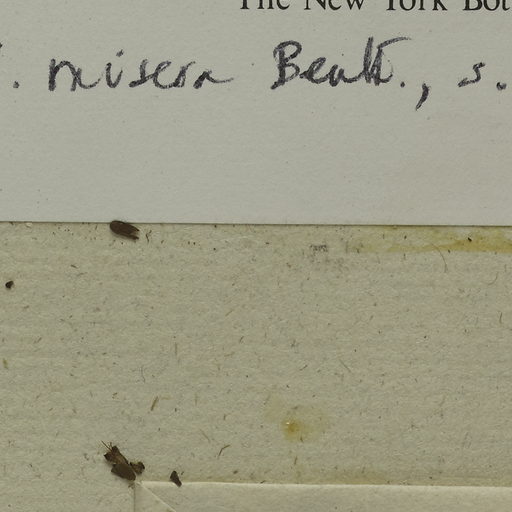 The New York Bot
. misera Benth., s.